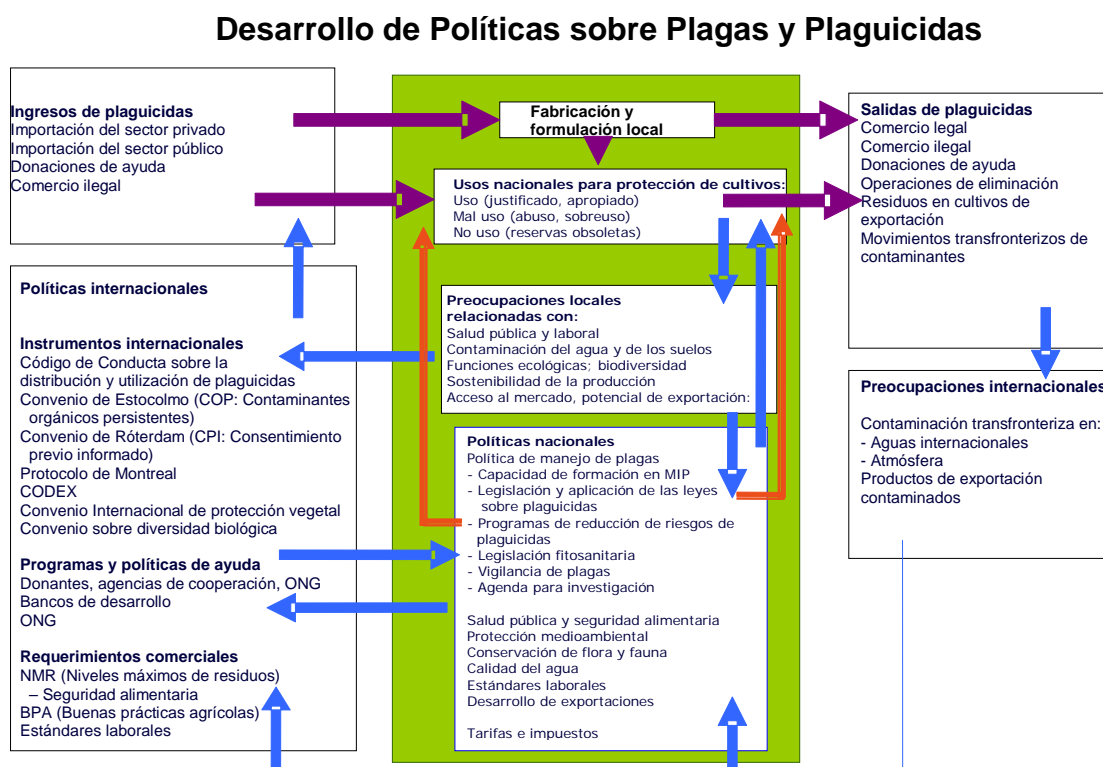 Desarrollo de Políticas sobre Plagas y Plaguicidas
Ingresos de plaguicidas
Importación del sector privado
Importación del sector público
Donaciones de ayuda
Comercio ilegal
Políticas internacionales
Instrumentos internacionales
Código de Conducta sobre la
distribución y utilización de plaguicidas
Convenio de Estocolmo (COP: Contaminantes
orgánicos persistentes)
Convenio de Róterdam (CPI: Consentimiento
previo informado)
Protocolo de Montreal
CODEX
Convenio Internacional de protección vegetal
Convenio sobre diversidad biológica
Programas y políticas de ayuda
Donantes, agencias de cooperación, ONG
Bancos de desarrollo
ONG
Requerimientos comerciales
NMR (Niveles máximos de residuos)
– Seguridad alimentaria
BPA (Buenas prácticas agrícolas)
Estándares laborales
Fabricación y
formulación local
Usos nacionales para protección de cultivos:
Uso (justificado, apropiado)
Mal uso (abuso, sobreuso)
No uso (reservas obsoletas)
Preocupaciones locales
relacionadas con:
Salud pública y laboral
Contaminación del agua y de los suelos
Funciones ecológicas; biodiversidad
Sostenibilidad de la producción
Acceso al mercado, potencial de exportación:
Políticas nacionales
Política de manejo de plagas
- Capacidad de formación en MIP
- Legislación y aplicación de las leyes
sobre plaguicidas
- Programas de reducción de riesgos de
plaguicidas
- Legislación fitosanitaria
- Vigilancia de plagas
- Agenda para investigación
Salud pública y seguridad alimentaria
Protección medioambiental
Conservación de flora y fauna
Calidad del agua
Estándares laborales
Desarrollo de exportaciones
Tarifas e impuestos
Salidas de plaguicidas
Comercio legal
Comercio ilegal
Donaciones de ayuda
Operaciones de eliminación
Residuos en cultivos de
exportación
Movimientos transfronterizos de
contaminantes
Preocupaciones internacionales
Contaminación transfronteriza en:
- Aguas internacionales
- Atmósfera
Productos de exportación
contaminados